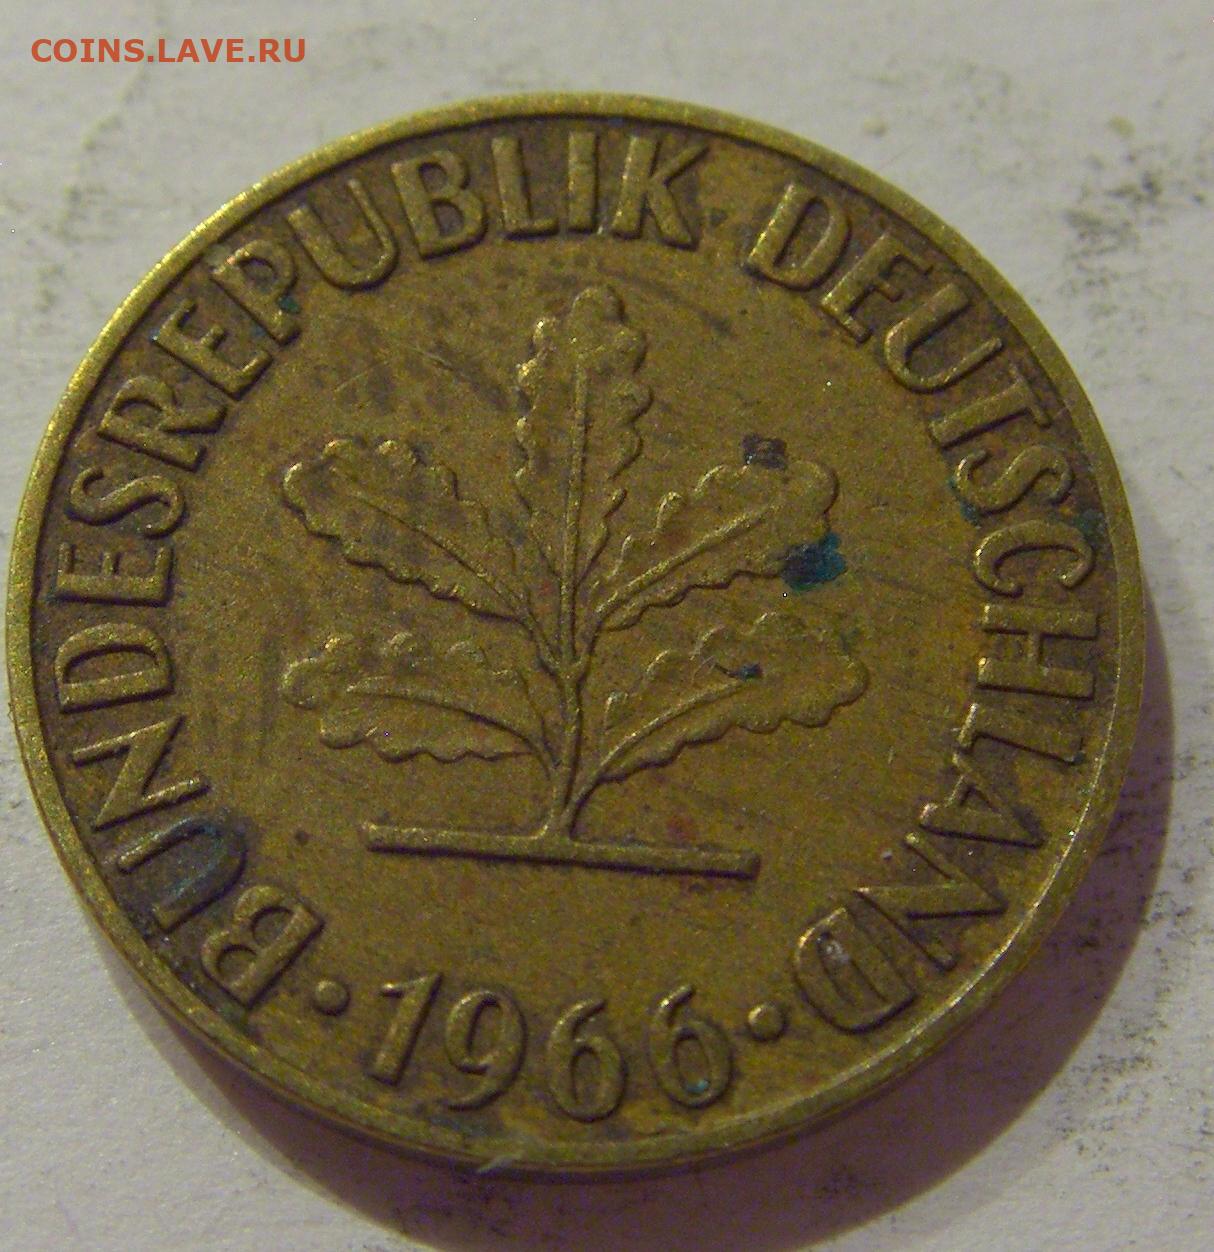 COINS.LAVE.RU
BUNDESREPUBLIK DEUTSCHLAND
· 1966 ·